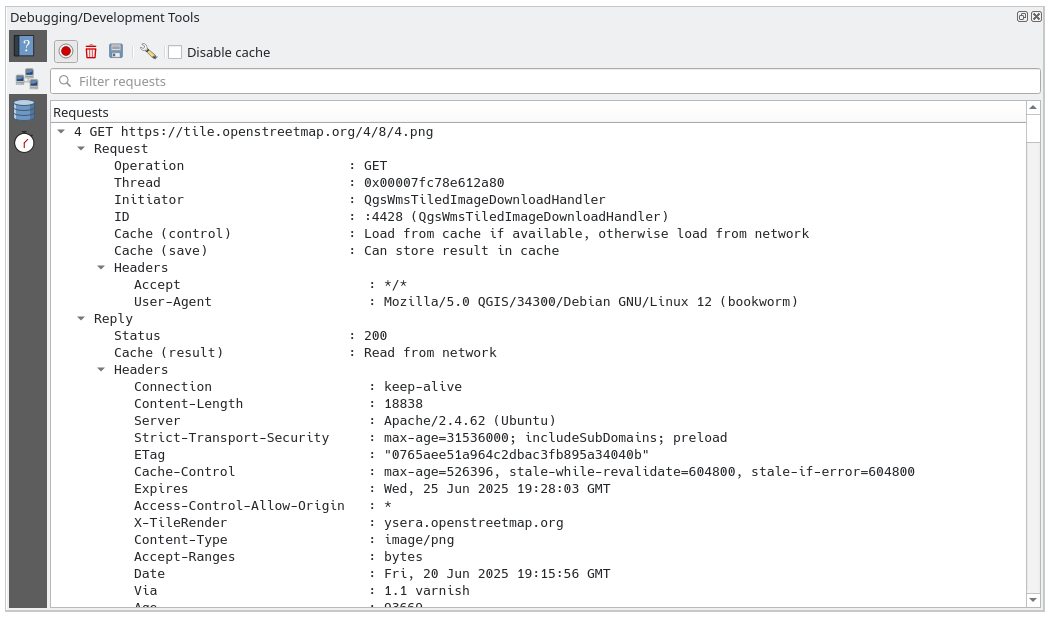 Debugging/Development Tools
Disable cache
Filter requests
Requests
4 GET https://tile.openstreetmap.org/4/8/4.png
Request
Operation : GET
Thread : 0x00007fc78e612a80
Initiator : QgsWmsTiledImageDownloadHandler
ID : :4428 (QgsWmsTiledImageDownloadHandler)
Cache (control) : Load from cache if available, otherwise load from network
Cache (save) : Can store result in cache
Headers
Accept : */*
User-Agent : Mozilla/5.0 QGIS/34300/Debian GNU/Linux 12 (bookworm)
Reply
Status : 200
Cache (result) : Read from network
Headers
Connection : keep-alive
Content-Length : 18838
Server : Apache/2.4.62 (Ubuntu)
Strict-Transport-Security : max-age=31536000; includeSubDomains; preload
ETag : "0765aee51a964c2dbac3fb895a34040b"
Cache-Control : max-age=526396, stale-while-revalidate=604800, stale-if-error=604800
Expires : Wed, 25 Jun 2025 19:28:03 GMT
Access-Control-Allow-Origin : *
X-TileRender : ysera.openstreetmap.org
Content-Type : image/png
Accept-Ranges : bytes
Date : Fri, 20 Jun 2025 19:15:56 GMT
Via : 1.1 varnish
Age :